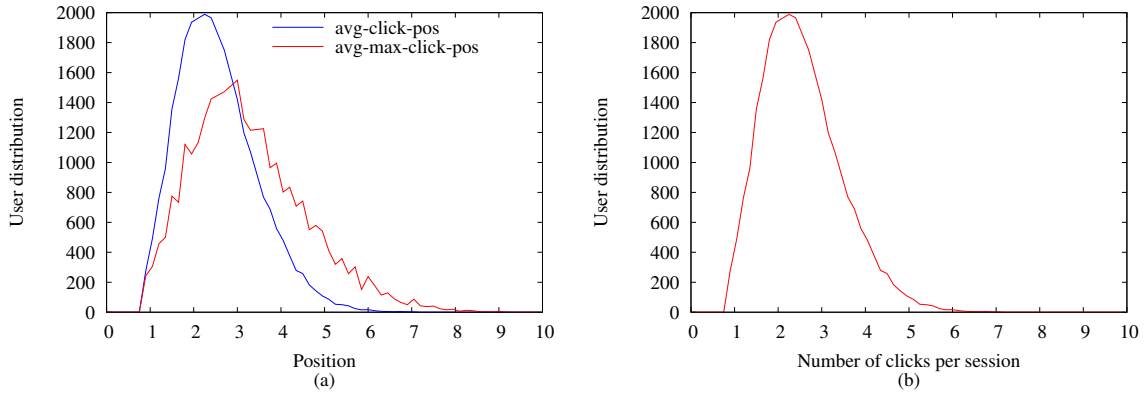 2000
1800
1600
1400
1200
1000
800
600
400
200
0
User distribution
avg-click-pos
avg-max-click-pos
0 1 2 3 4 5 6 7 8 9 10
Position
(a)
2000
1800
1600
1400
1200
1000
800
600
400
200
0
User distribution
0 1 2 3 4 5 6 7 8 9 10
Number of clicks per session
(b)